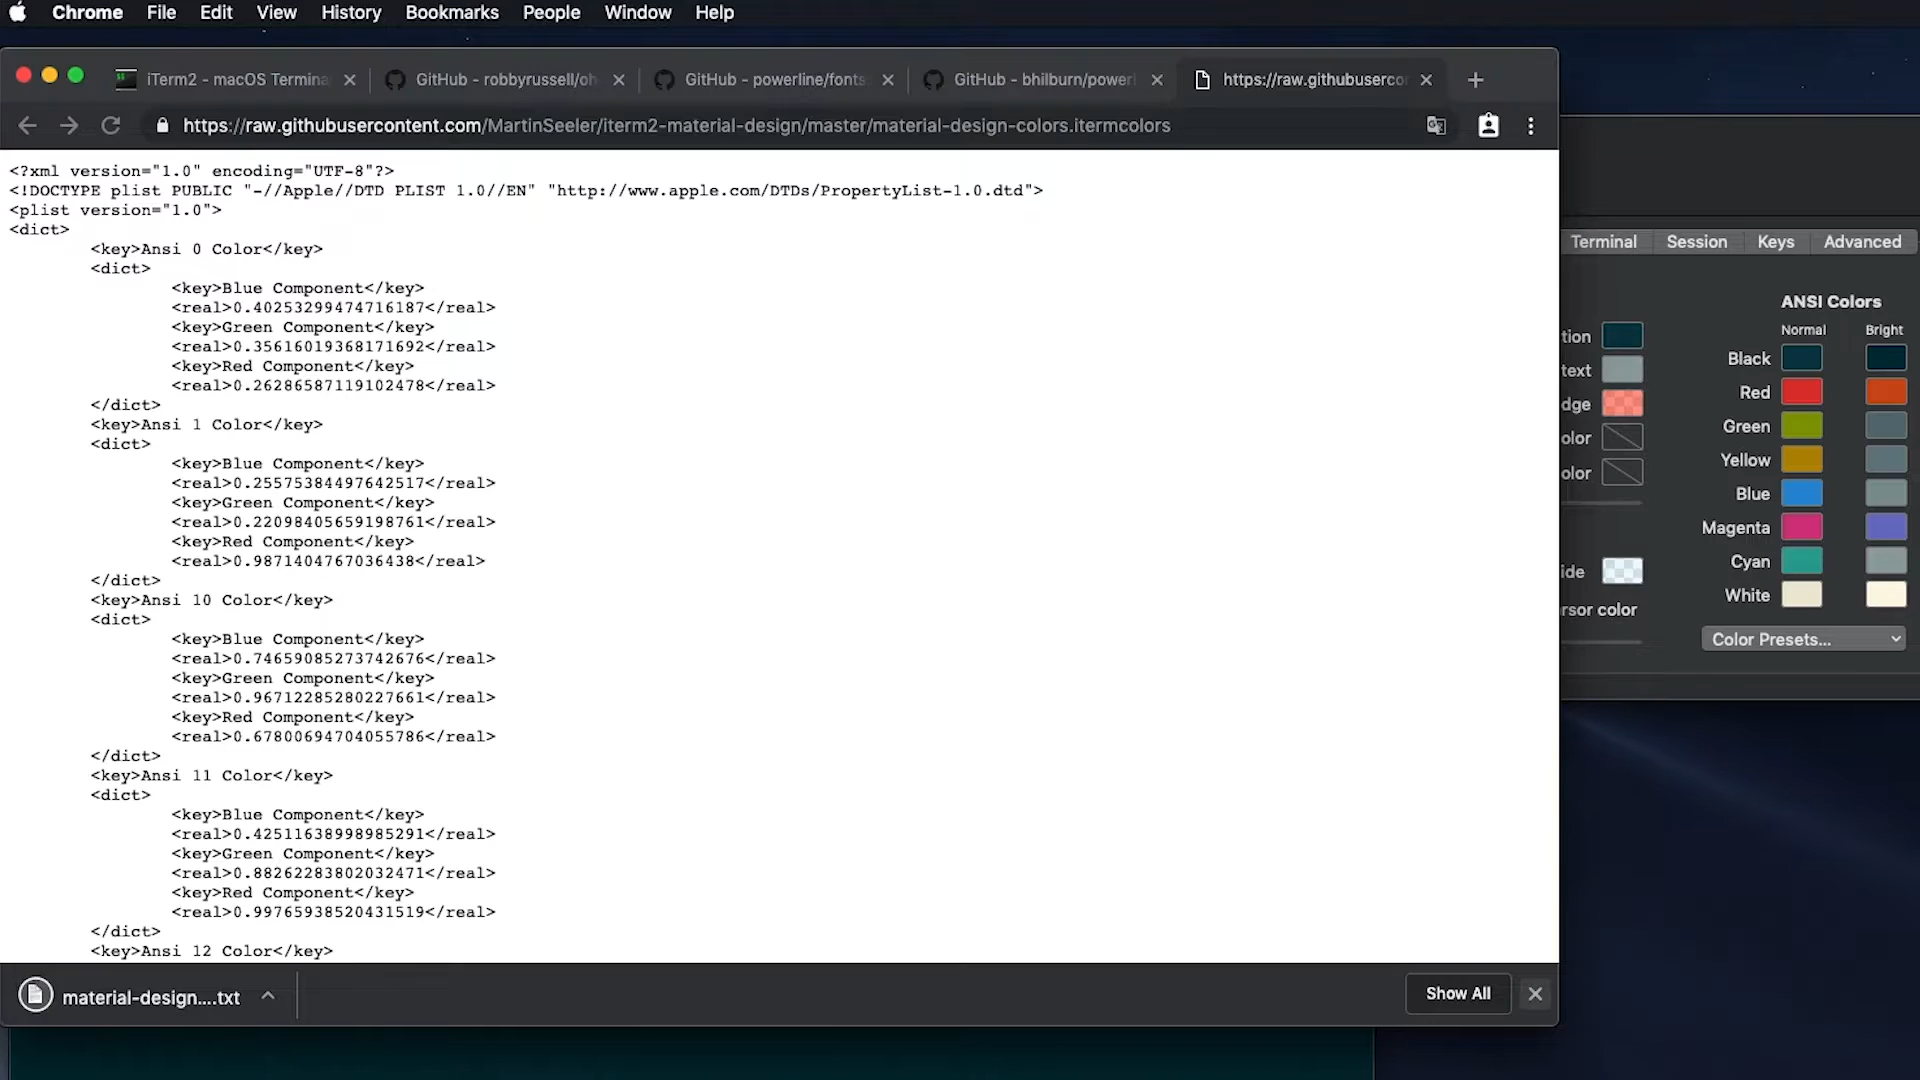 Chrome File Edit View History Bookmarks People Window Help
iTerm2 - macOS Termina
GitHub - robbyrussell/oh
GitHub - powerline/fonts
GitHub - bhilburn/powerl
https://raw.githubuserco
https://raw.githubusercontent.com/MartinSeeler/iterm2-material-design/master/material-design-colors.itermcolors
<?xml version="1.0" encoding="UTF-8"?>
<!DOCTYPE plist PUBLIC "-//Apple//DTD PLIST 1.0//EN" "http://www.apple.com/DTDs/PropertyList-1.0.dtd">
<plist version="1.0">
<dict>
<key>Ansi 0 Color</key>
<dict>
<key>Blue Component</key>
<real>0.40253299474716187</real>
<key>Green Component</key>
<real>0.35616019368171692</real>
<key>Red Component</key>
<real>0.26286587119102478</real>
</dict>
<key>Ansi 1 Color</key>
<dict>
<key>Blue Component</key>
<real>0.25575384497642517</real>
<key>Green Component</key>
<real>0.22098405659198761</real>
<key>Red Component</key>
<real>0.9871404767036438</real>
</dict>
<key>Ansi 10 Color</key>
<dict>
<key>Blue Component</key>
<real>0.74659085273742676</real>
<key>Green Component</key>
<real>0.96712285280227661</real>
<key>Red Component</key>
<real>0.67800694704055786</real>
</dict>
<key>Ansi 11 Color</key>
<dict>
<key>Blue Component</key>
<real>0.42511638998985291</real>
<key>Green Component</key>
<real>0.88262283802032471</real>
<key>Red Component</key>
<real>0.99765938520431519</real>
</dict>
<key>Ansi 12 Color</key>
material-design....txt
Show All
Terminal Session Keys Advanced
tion
text
dge
olor
olor
ide
rsor color
ANSI Colors
Normal Bright
Black
Red
Green
Yellow
Blue
Magenta
Cyan
White
Color Presets...